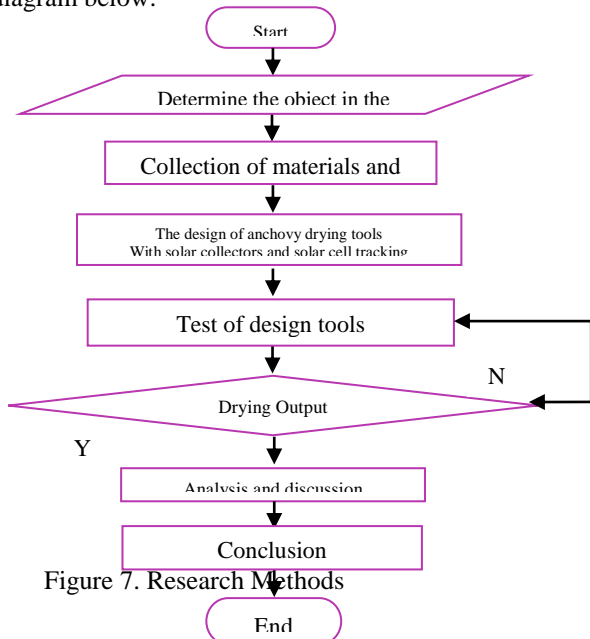 diagram below.
Start
Determine the object in the
Collection of materials and
The design of anchovy drying tools
With solar collectors and solar cell tracking
Test of design tools
N
Drying Output
Y
Analysis and discussion
Conclusion
Figure 7. Research Methods
End